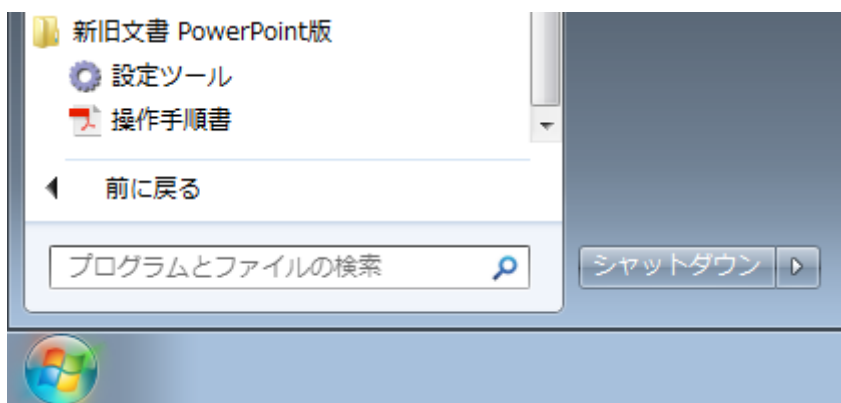 新旧文書 PowerPoint版
設定ツール
操作手順書
前に戻る
プログラムとファイルの検索
シャットダウン